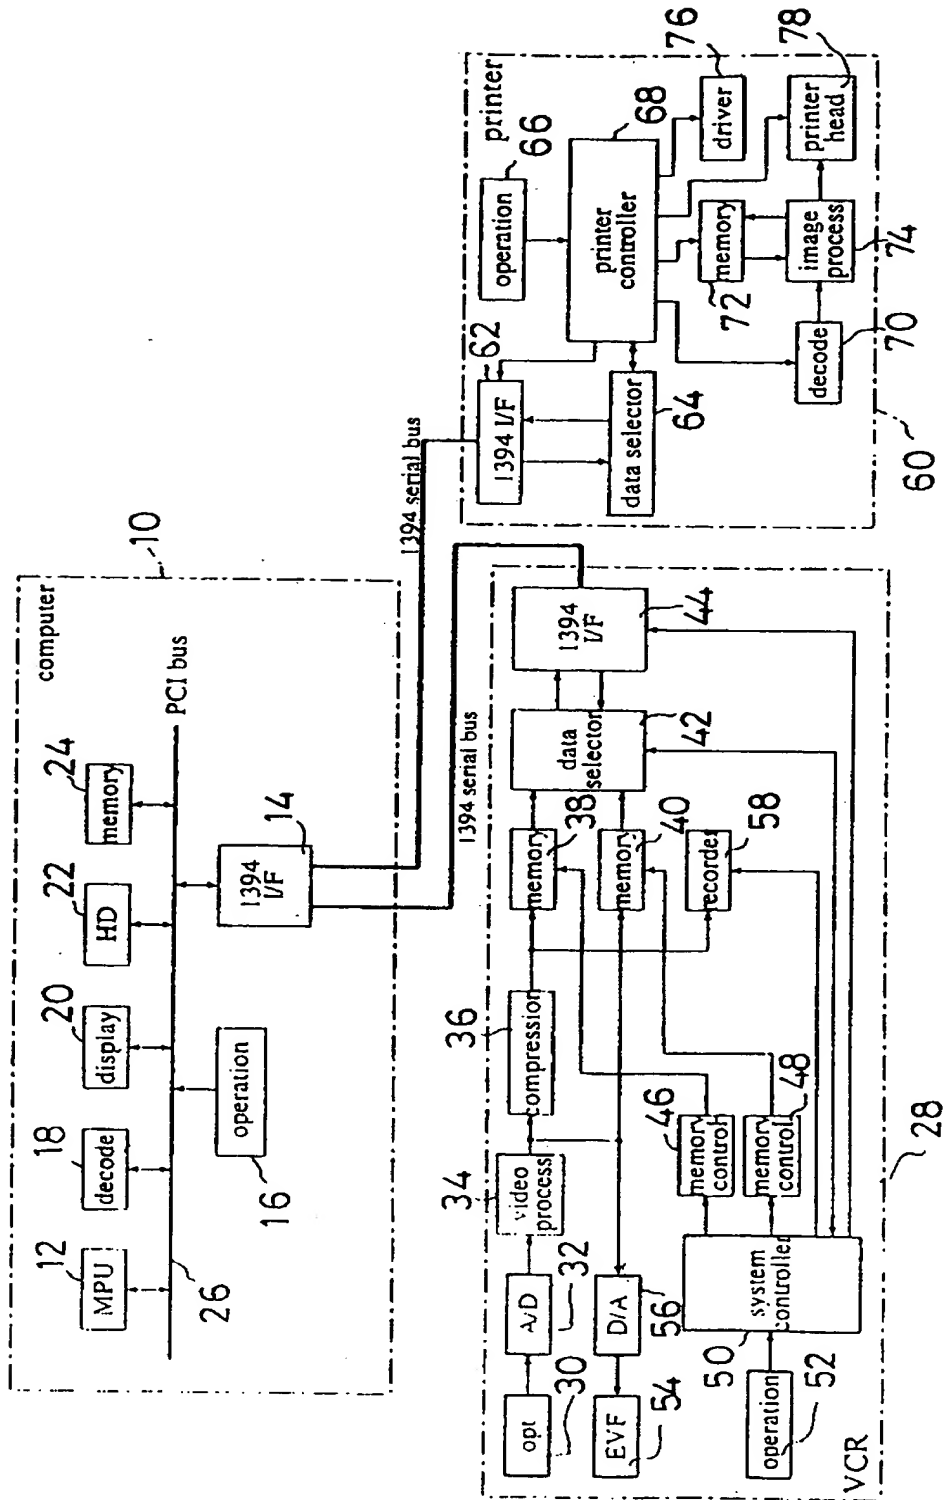 computer
10
MPU
12
decode
18
display
20
HD
22
memory
24
PCI bus
26
operation
16
1394
I/F
14
1394 serial bus
1394 serial bus
VCR
28
opt
30
A/D
32
video
process
34
compression
36
memory
38
memory
40
data
selector
42
1394
I/F
44
recorder
58
EVF
54
D/A
56
memory
control
46
memory
control
48
system
controller
50
operation
52
printer
60
1394 I/F
62
data selector
64
operation
66
printer
controller
68
decode
70
memory
72
image
process
74
driver
76
printer
head
78